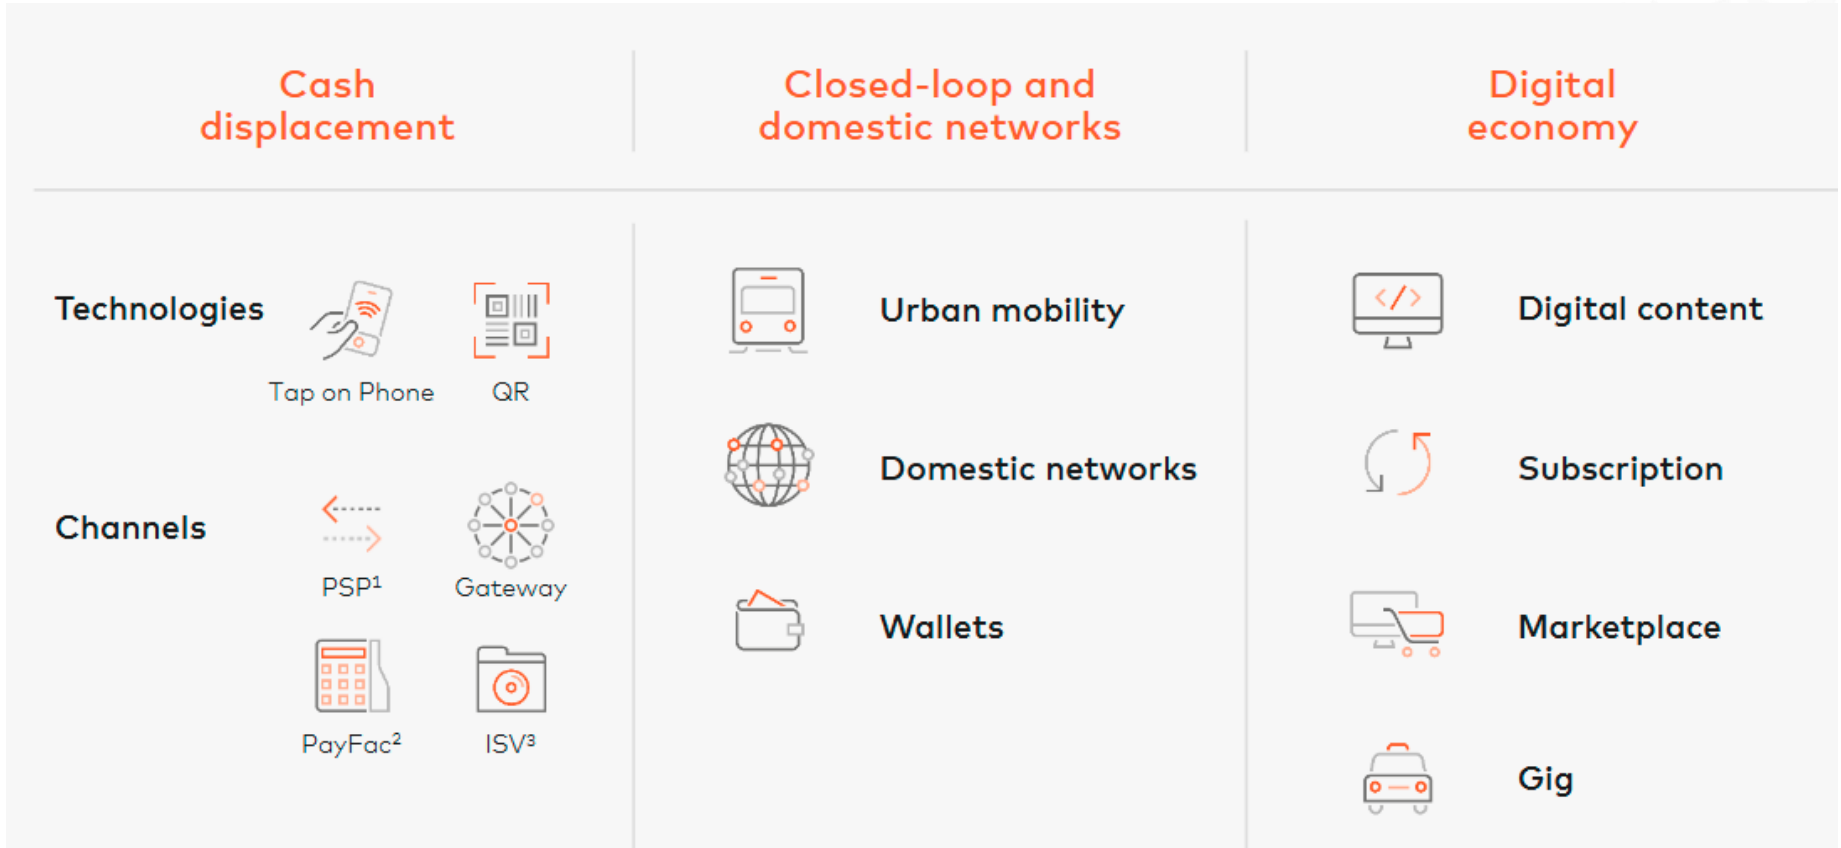 Cash
displacement
Closed-loop and
domestic networks
Digital
economy
Technologies
Tap on Phone
QR
Channels
PSP¹
Gateway
PayFac²
ISV³
Urban mobility
Domestic networks
Wallets
Digital content
Subscription
Marketplace
Gig